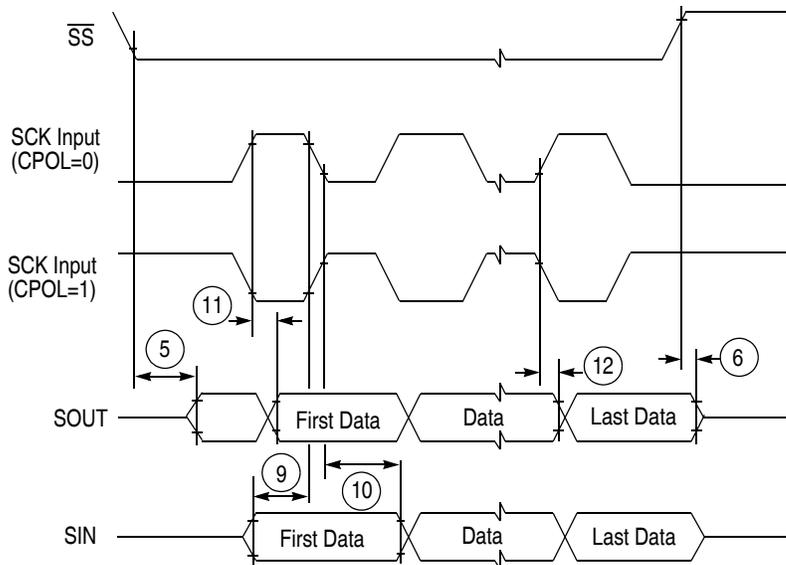 SS
SCK Input
(CPOL=0)
SCK Input
(CPOL=1)
11
5
12
6
SOUT
First Data
Data
Last Data
9
10
SIN
First Data
Data
Last Data